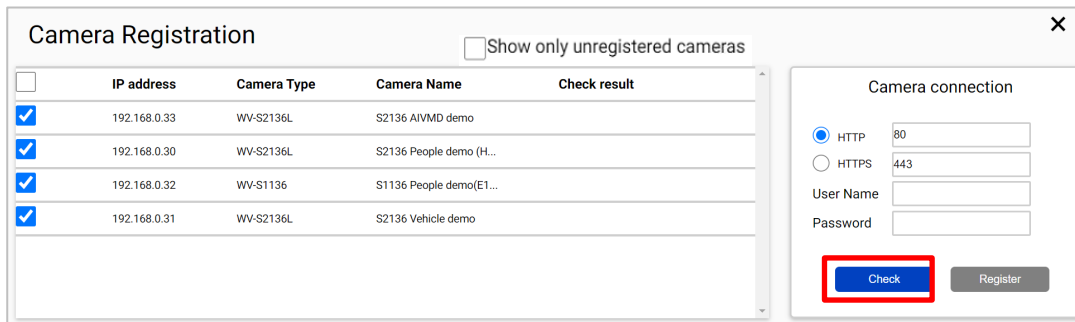 Camera Registration
Show only unregistered cameras
IP address Camera Type Camera Name Check result
192.168.0.33 WV-S2136L S2136 AIVMD demo
192.168.0.30 WV-S2136L S2136 People demo (H...
192.168.0.32 WV-S1136 S1136 People demo(E1...
192.168.0.31 WV-S2136L S2136 Vehicle demo
Camera connection
HTTP 80
HTTPS 443
User Name
Password
Check Register